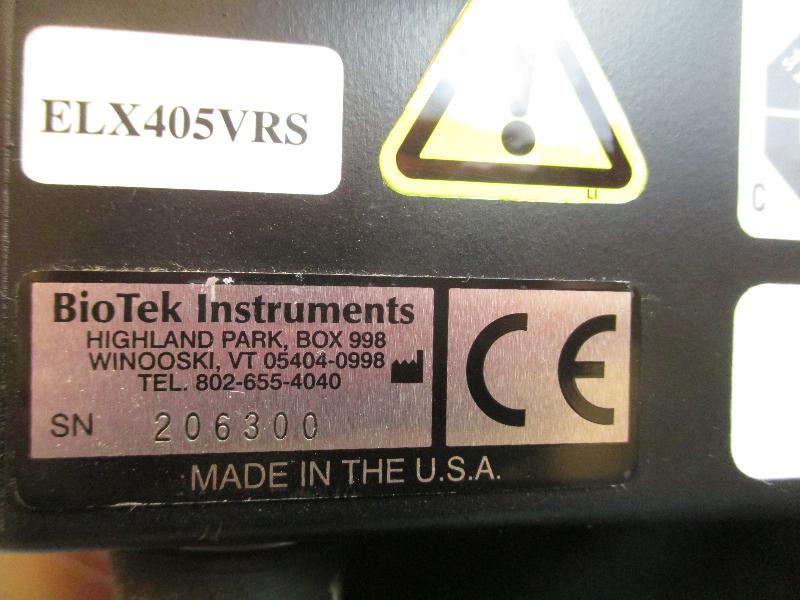 ELX405VRS
BioTek Instruments
HIGHLAND PARK, BOX 998
WINOOSKI, VT 05404-0998
TEL. 802-655-4040
SN 206300
CE
MADE IN THE U.S.A.
C